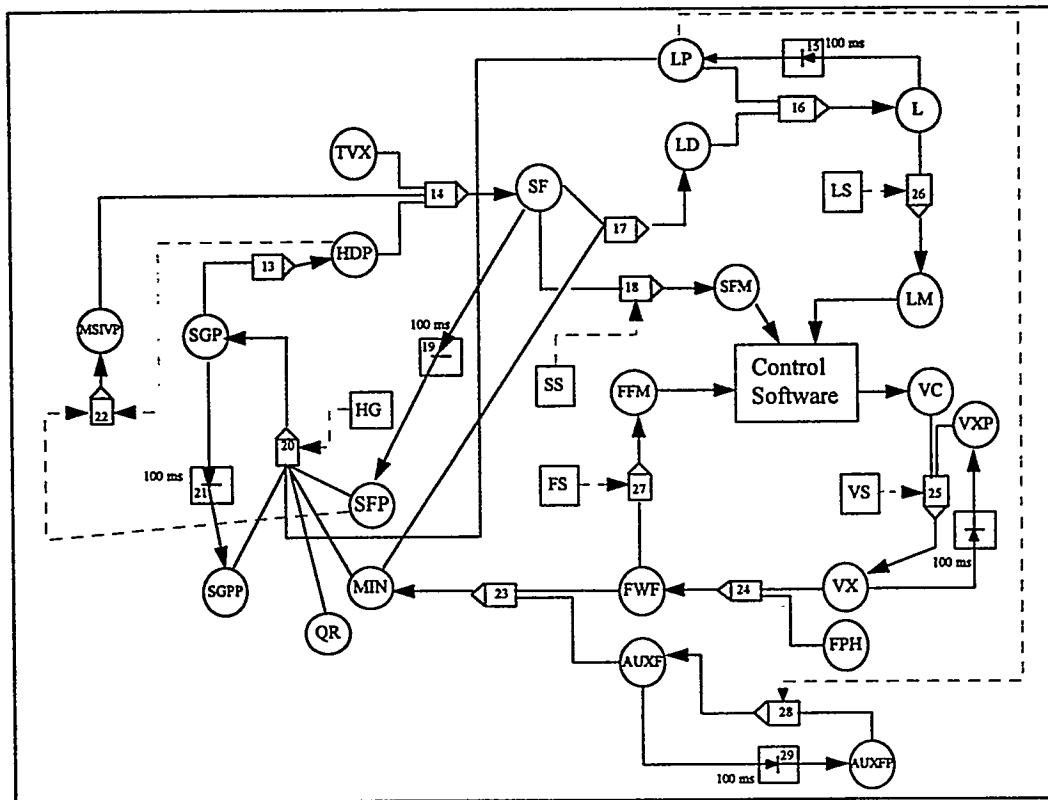 15 100 ms
LP
16
L
TVX
LD
14
SF
LS
26
17
HDP
13
18
SFM
LM
MSIVP
SGP
100 ms
19
Control
Software
SS
FFM
VC
VXP
22
HG
20
FS
27
VS
25
100 ms
21
SFP
100 ms
SGPP
MIN
23
FWF
24
VX
QR
FPH
AUXF
28
29
100 ms
AUXFP